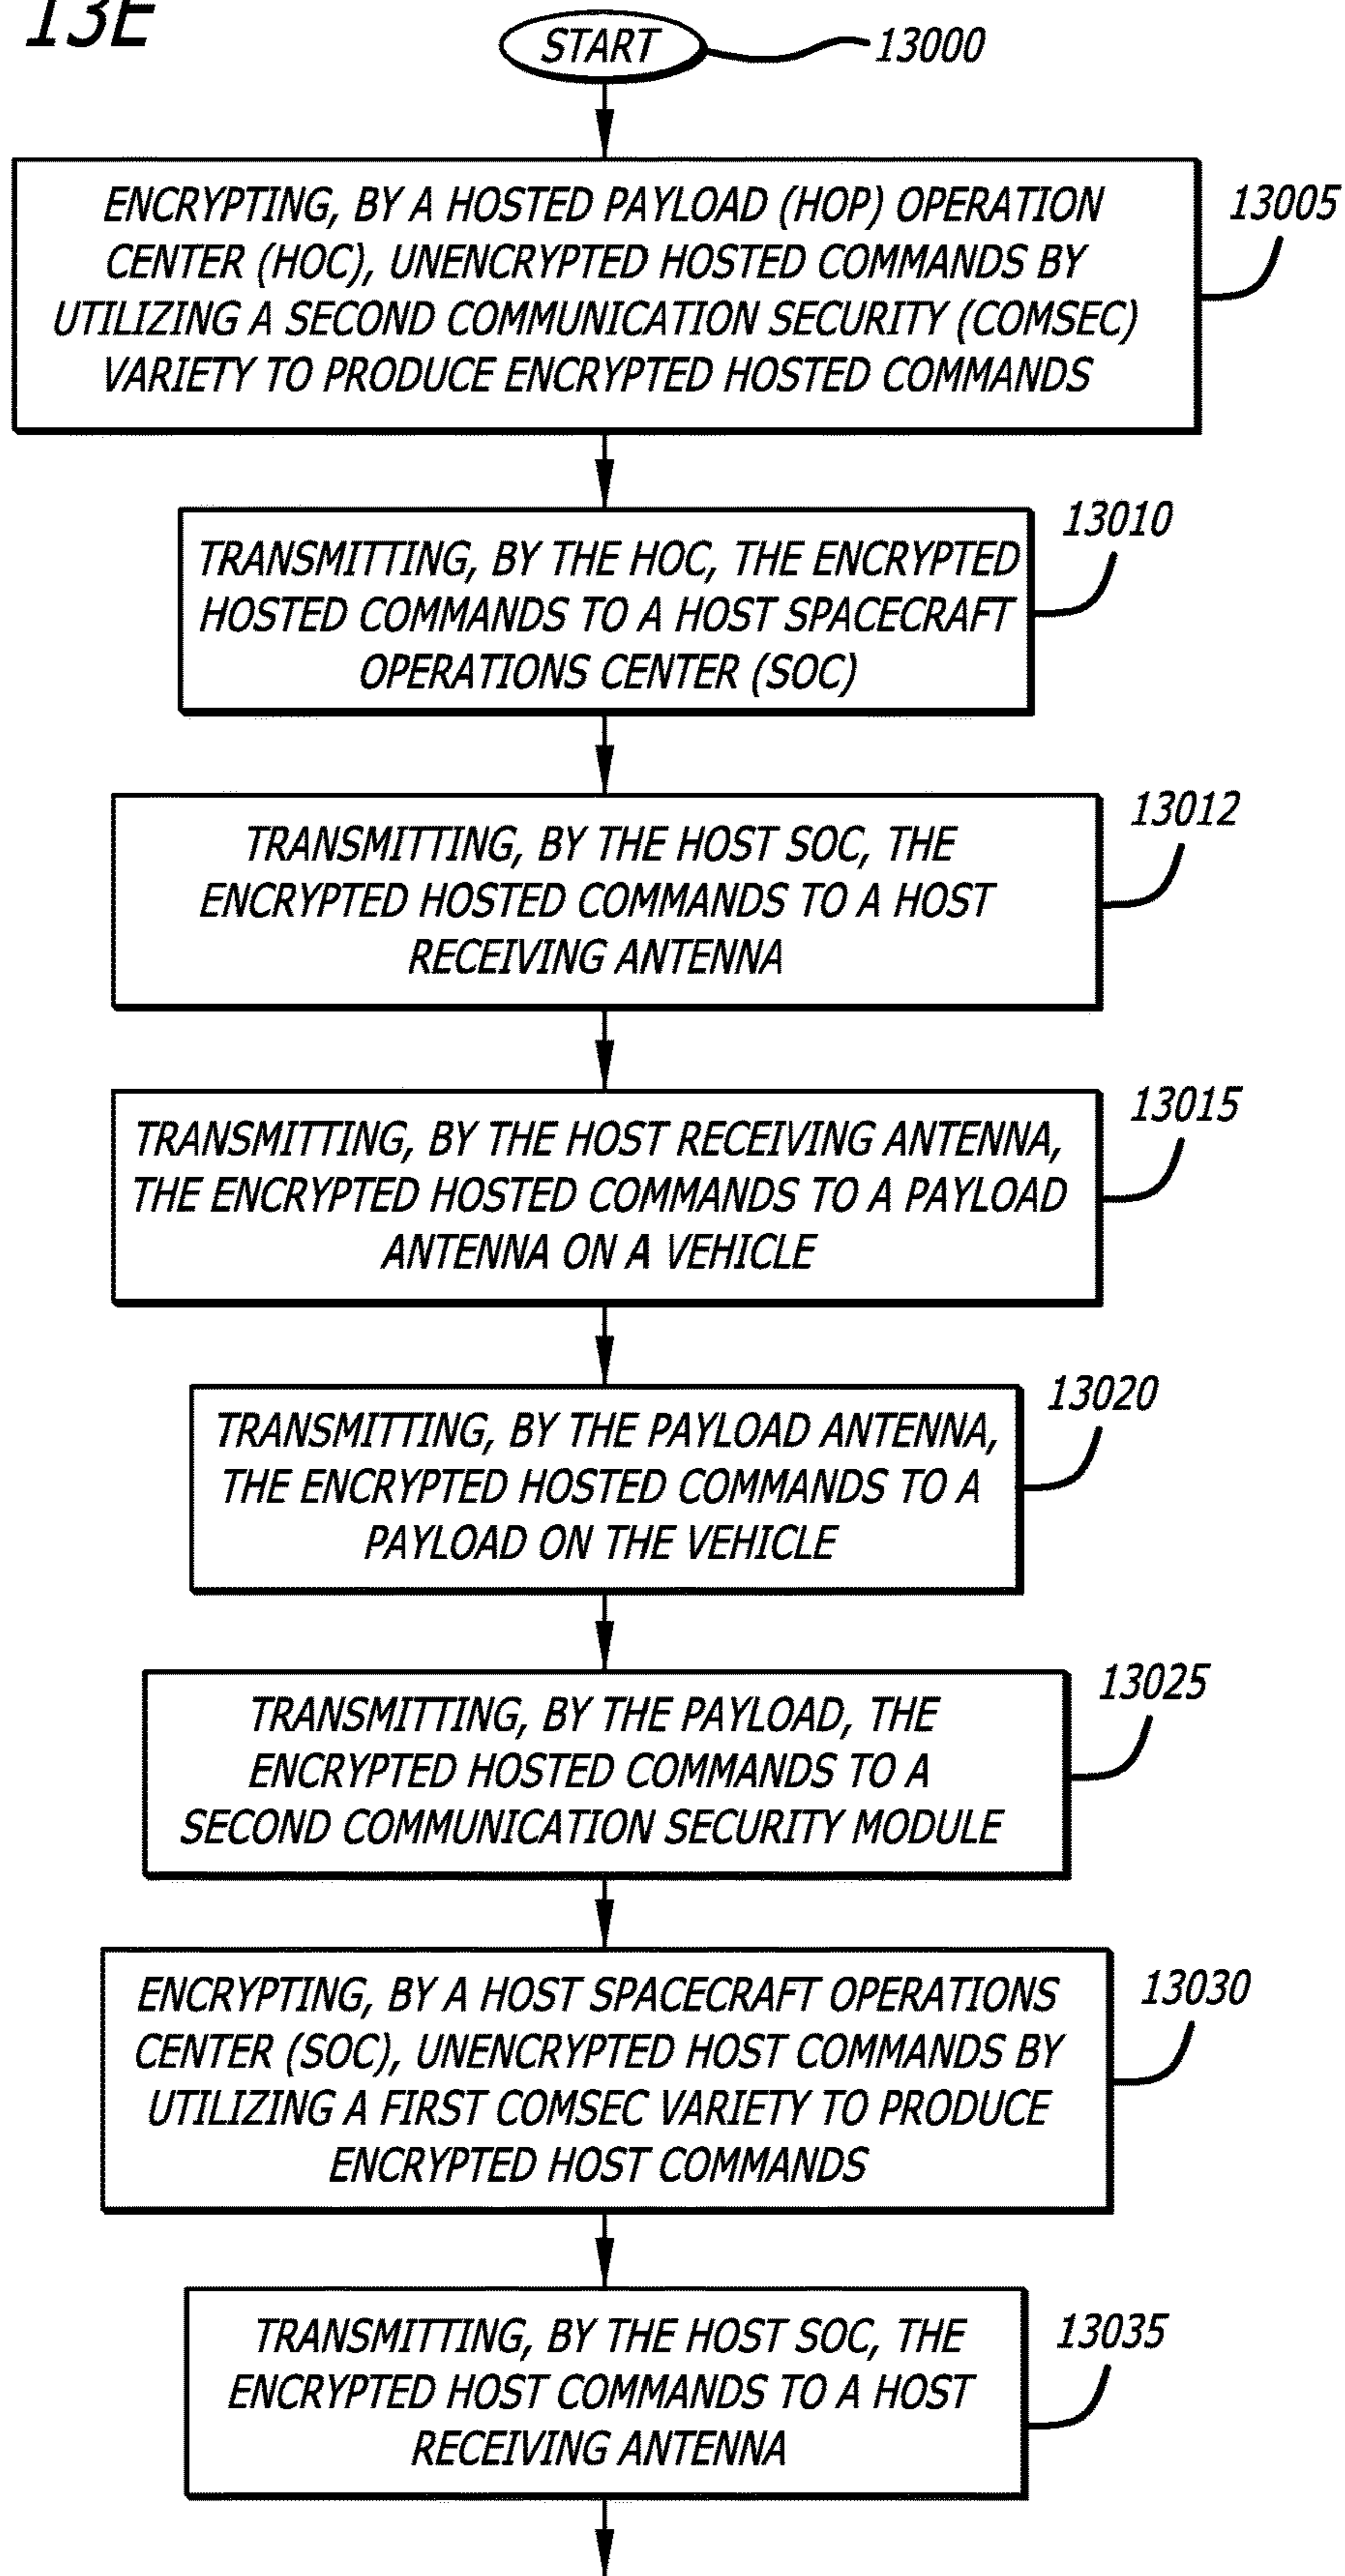 13E
START
13000
ENCRYPTING, BY A HOSTED PAYLOAD (HOP) OPERATION
CENTER (HOC), UNENCRYPTED HOSTED COMMANDS BY
UTILIZING A SECOND COMMUNICATION SECURITY (COMSEC)
VARIETY TO PRODUCE ENCRYPTED HOSTED COMMANDS
13005
TRANSMITTING, BY THE HOC, THE ENCRYPTED
HOSTED COMMANDS TO A HOST SPACECRAFT
OPERATIONS CENTER (SOC)
13010
TRANSMITTING, BY THE HOST SOC, THE
ENCRYPTED HOSTED COMMANDS TO A HOST
RECEIVING ANTENNA
13012
TRANSMITTING, BY THE HOST RECEIVING ANTENNA,
THE ENCRYPTED HOSTED COMMANDS TO A PAYLOAD
ANTENNA ON A VEHICLE
13015
TRANSMITTING, BY THE PAYLOAD ANTENNA,
THE ENCRYPTED HOSTED COMMANDS TO A
PAYLOAD ON THE VEHICLE
13020
TRANSMITTING, BY THE PAYLOAD, THE
ENCRYPTED HOSTED COMMANDS TO A
SECOND COMMUNICATION SECURITY MODULE
13025
ENCRYPTING, BY A HOST SPACECRAFT OPERATIONS
CENTER (SOC), UNENCRYPTED HOST COMMANDS BY
UTILIZING A FIRST COMSEC VARIETY TO PRODUCE
ENCRYPTED HOST COMMANDS
13030
TRANSMITTING, BY THE HOST SOC, THE
ENCRYPTED HOST COMMANDS TO A HOST
RECEIVING ANTENNA
13035